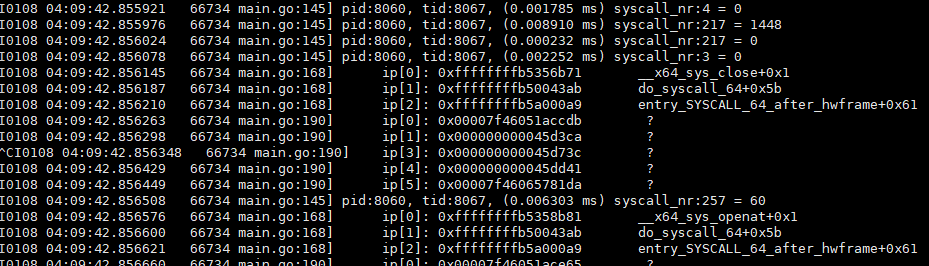 I0108 04:09:42.855921   66734 main.go:145] pid:8060, tid:8067, (0.001785 ms) syscall_nr:4 = 0
I0108 04:09:42.855976   66734 main.go:145] pid:8060, tid:8067, (0.008910 ms) syscall_nr:217 = 1448
I0108 04:09:42.856024   66734 main.go:145] pid:8060, tid:8067, (0.000232 ms) syscall_nr:217 = 0
I0108 04:09:42.856078   66734 main.go:145] pid:8060, tid:8067, (0.002252 ms) syscall_nr:3 = 0
I0108 04:09:42.856145   66734 main.go:168]      ip[0]: 0xffffffffb5356b71       __x64_sys_close+0x1
I0108 04:09:42.856187   66734 main.go:168]      ip[1]: 0xffffffffb50043ab       do_syscall_64+0x5b
I0108 04:09:42.856210   66734 main.go:168]      ip[2]: 0xffffffffb5a000a9       entry_SYSCALL_64_after_hwframe+0x61
I0108 04:09:42.856263   66734 main.go:190]      ip[0]: 0x00007f46051accdb       ?
I0108 04:09:42.856298   66734 main.go:190]      ip[1]: 0x000000000045d3ca       ?
^CI0108 04:09:42.856348   66734 main.go:190]      ip[3]: 0x000000000045d73c       ?
I0108 04:09:42.856429   66734 main.go:190]      ip[4]: 0x000000000045dd41       ?
I0108 04:09:42.856449   66734 main.go:190]      ip[5]: 0x00007f46065781da       ?
I0108 04:09:42.856508   66734 main.go:145] pid:8060, tid:8067, (0.006303 ms) syscall_nr:257 = 60
I0108 04:09:42.856576   66734 main.go:168]      ip[0]: 0xffffffffb5358b81       __x64_sys_openat+0x1
I0108 04:09:42.856600   66734 main.go:168]      ip[1]: 0xffffffffb50043ab       do_syscall_64+0x5b
I0108 04:09:42.856621   66734 main.go:168]      ip[2]: 0xffffffffb5a000a9       entry_SYSCALL_64_after_hwframe+0x61
I0108 04:09:42.856660   66734 main.go:190]      ip[0]: 0x00007f46051ace65       ?